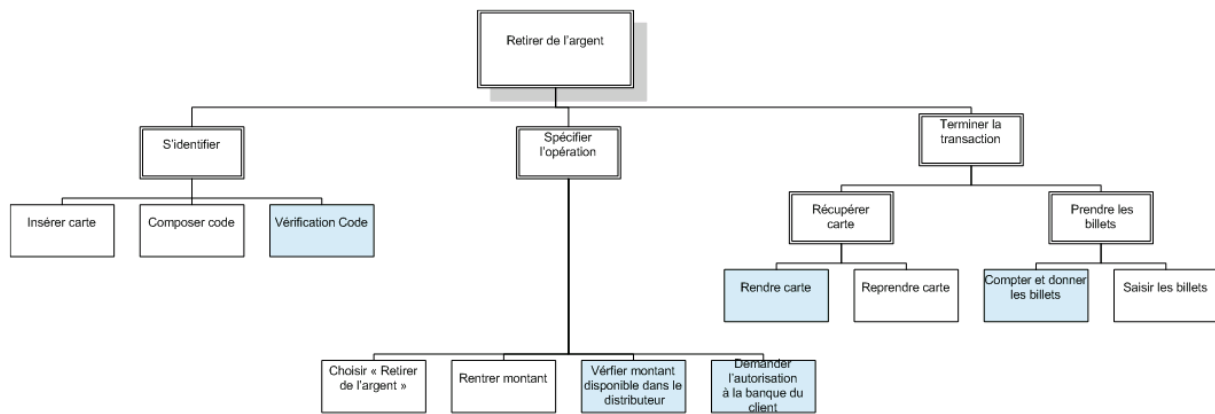 Retirer de l'argent
S'identifier
Spécifier
l'opération
Terminer la
transaction
Insérer carte
Composer code
Vérification Code
Récupérer
carte
Prendre les
billets
Rendre carte
Reprendre carte
Compter et donner
les billets
Saisir les billets
Choisir « Retirer
de l'argent »
Rentrer montant
Vérfier montant
disponible dans le
distributeur
Demander
l'autorisation
à la banque du
client